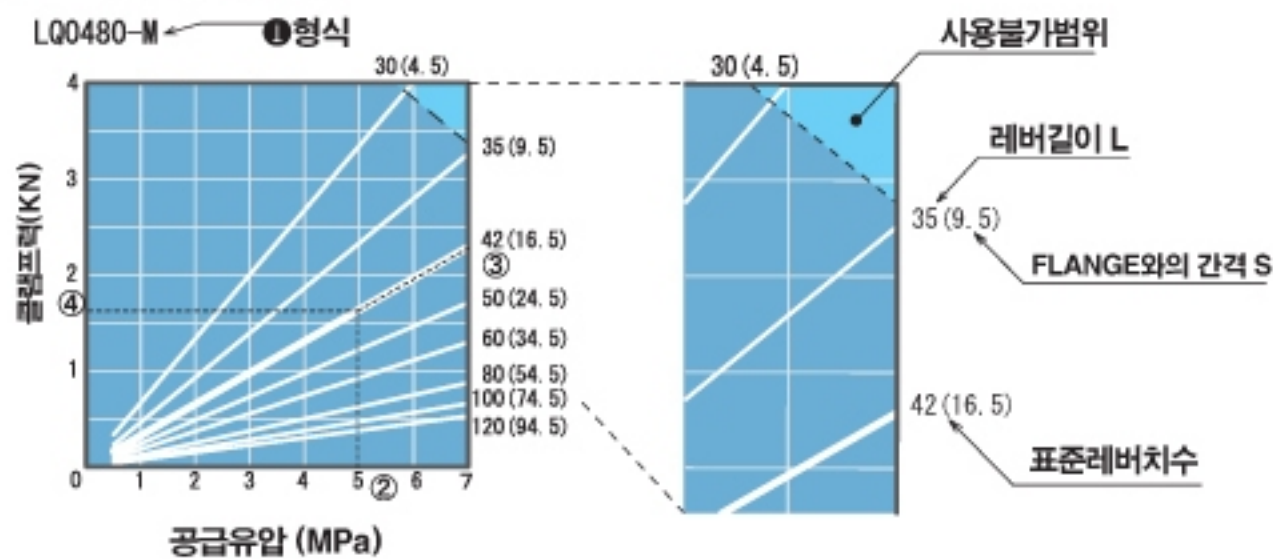 LQ0480-M ❶형식
사용불가범위
30(4.5)
30(4.5)
4
레버길이 L
35(9.5)
3
35(9.5)
42(16.5)
FLANGE와의 간격 S
클램프력(KN)
③
2
④
50(24.5)
60(34.5)
1
80(54.5)
100(74.5)
42(16.5)
120(94.5)
표준레버치수
0 1 2 3 4 5 ② 6 7
공급유압 (MPa)